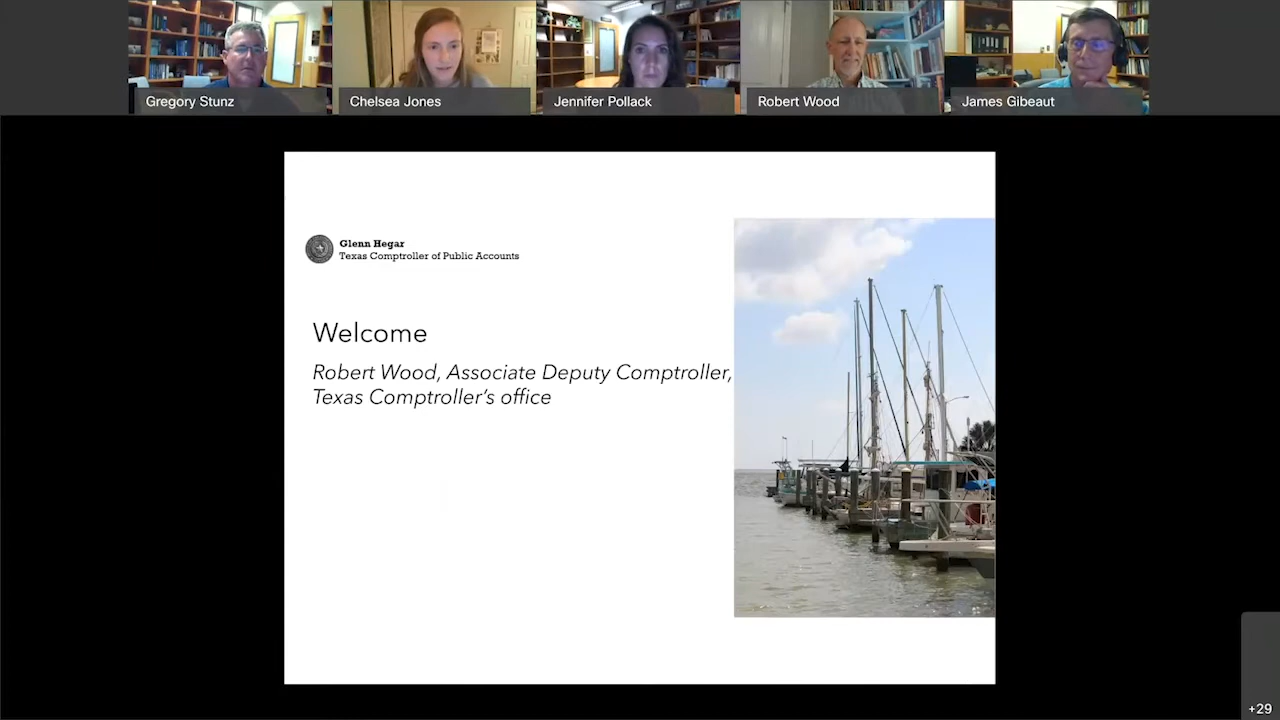 Gregory Stunz
Chelsea Jones
Jennifer Pollack
Robert Wood
James Gibeaut
Glenn Hegar
Texas Comptroller of Public Accounts
Welcome
Robert Wood, Associate Deputy Comptroller,
Texas Comptroller’s office
+29